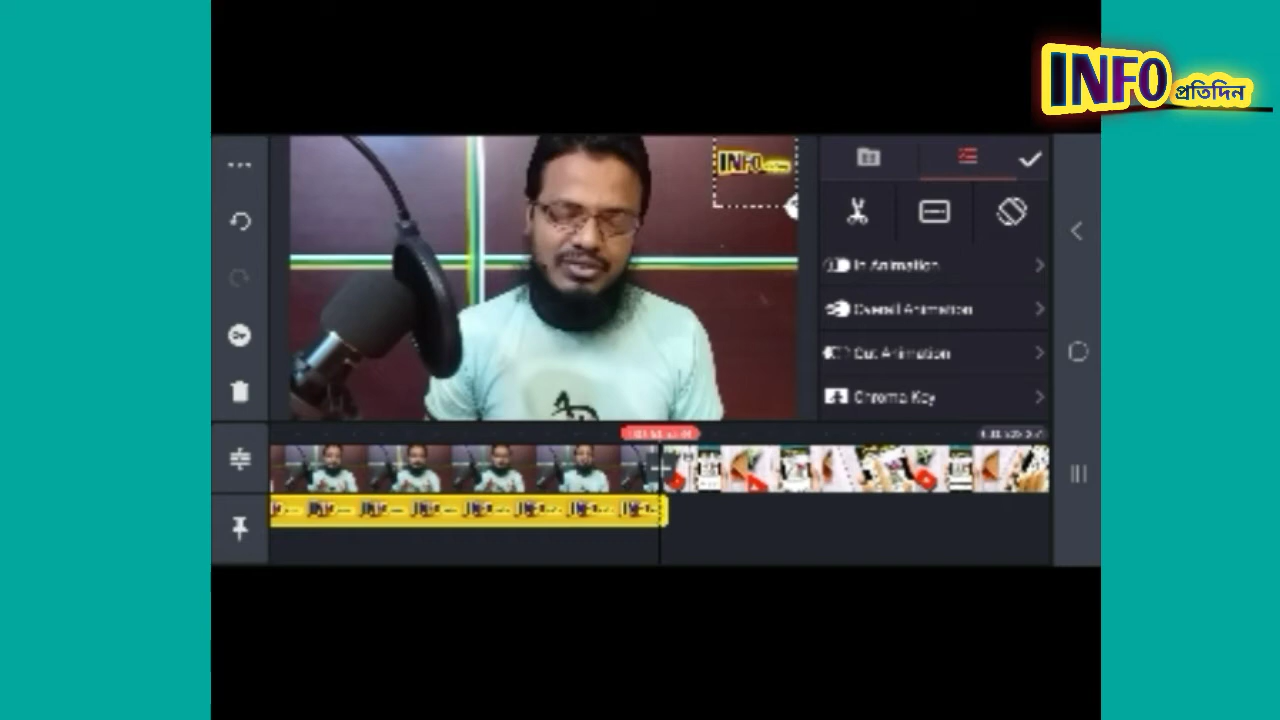 INFO প্রতিদিন
INFO
In Animation
Overall Animation
Out Animation
Chroma Key